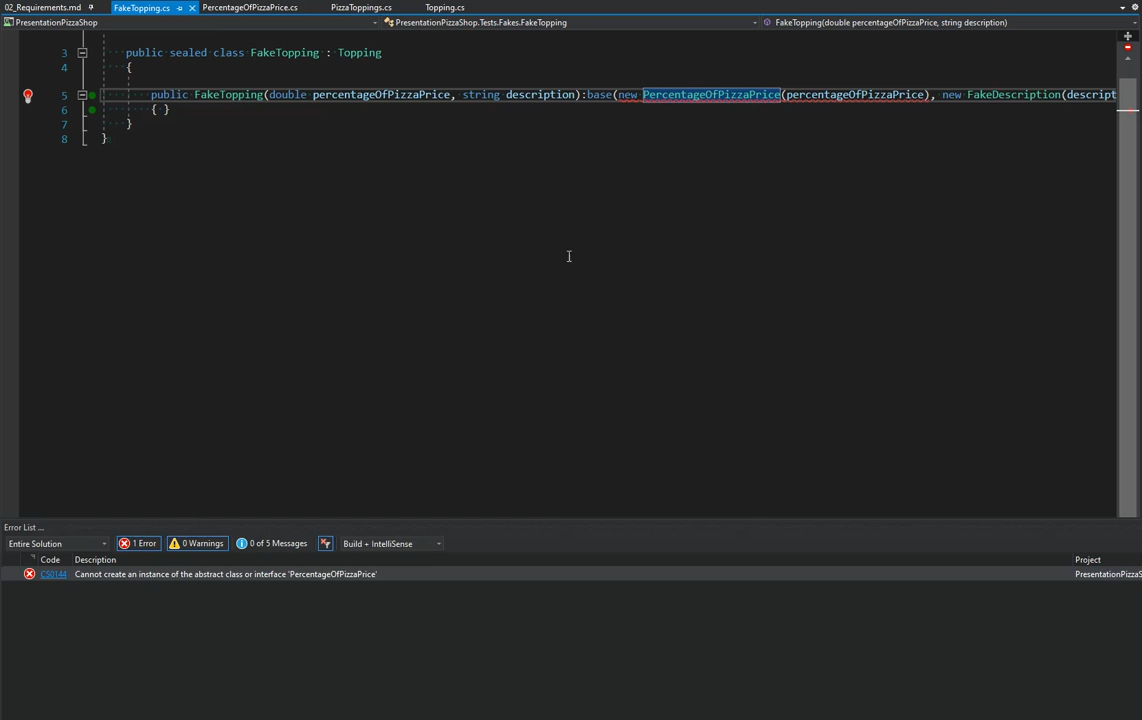 02_Requirements.md FakeTopping.cs PercentageOfPizzaPrice.cs PizzaToppings.cs Topping.cs
PresentationPizzaShop PresentationPizzaShop.Tests.Fakes.FakeTopping FakeTopping(double percentageOfPizzaPrice, string description)
3 public sealed class FakeTopping : Topping
4 {
5 public FakeTopping(double percentageOfPizzaPrice, string description):base(new PercentageOfPizzaPrice(percentageOfPizzaPrice), new FakeDescription(descript
6 { }
7 }
8 }
Error List ...
Entire Solution 1 Error 0 Warnings 0 of 5 Messages Build + IntelliSense
Code Description Project
CS0144 Cannot create an instance of the abstract class or interface 'PercentageOfPizzaPrice' PresentationPizzaS